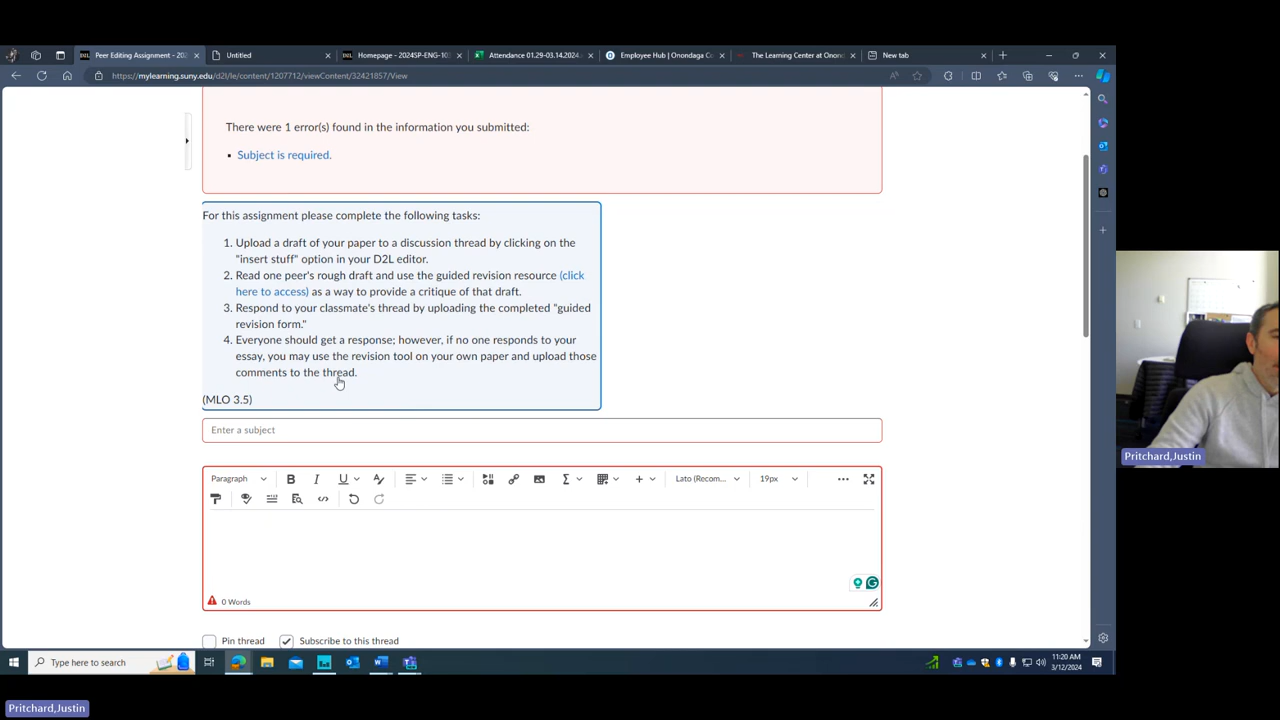 Peer Editing Assignment - 202
Untitled
Homepage - 2024SP-ENG-103
Attendance 01.29-03.14.2024.
Employee Hub | Onondaga Co
The Learning Center at Onon
New tab
https://mylearning.suny.edu/d2l/le/content/1207712/viewContent/32421857/View
There were 1 error(s) found in the information you submitted:
Subject is required.
For this assignment please complete the following tasks:
1. Upload a draft of your paper to a discussion thread by clicking on the
"insert stuff" option in your D2L editor.
2. Read one peer's rough draft and use the guided revision resource (click
here to access) as a way to provide a critique of that draft.
3. Respond to your classmate's thread by uploading the completed "guided
revision form."
4. Everyone should get a response; however, if no one responds to your
essay, you may use the revision tool on your own paper and upload those
comments to the thread.
(MLO 3.5)
Enter a subject
Paragraph
Lato (Recom...
19px
0 Words
Pin thread
Subscribe to this thread
Type here to search
11:20 AM
3/12/2024
Pritchard,Justin
Pritchard,Justin